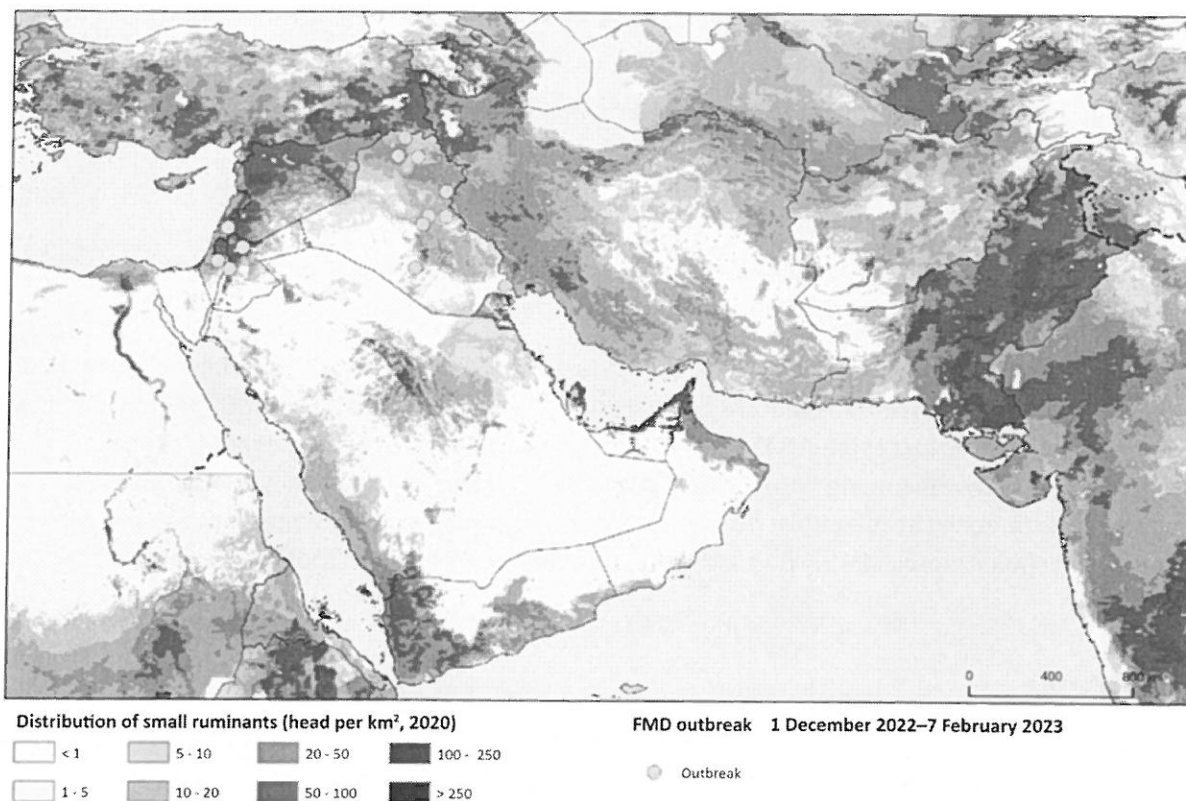 0 400 800 km
Distribution of small ruminants (head per km², 2020)
FMD outbreak 1 December 2022–7 February 2023
< 1 5 - 10 20 - 50 100 - 250
Outbreak
1 - 5 10 - 20 50 - 100 > 250